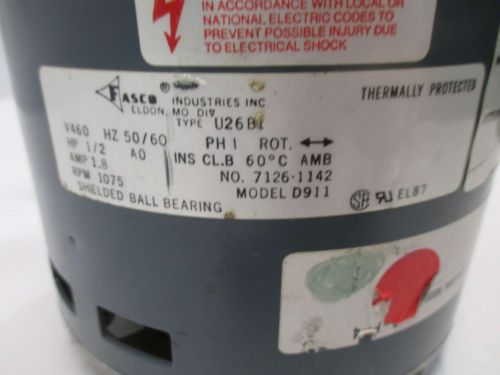 IN ACCORDANCE WITH LOCAL OR
NATIONAL ELECTRIC CODES TO
PREVENT POSSIBLE INJURY DUE
TO ELECTRICAL SHOCK
FASCO ® INDUSTRIES INC.
ELDON, MO DIV
THERMALLY PROTECTED
TYPE U26B1
V460 HZ 50/60 PH 1 ROT.
HP 1/2 AO INS CL.B 60°C AMB
AMP 1.8 NO. 7126-1142
RPM 1075 MODEL D911
SHIELDED BALL BEARING
EL87